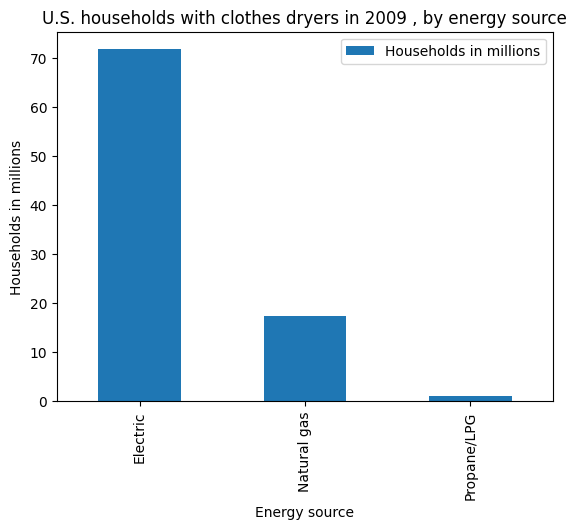 U.S. households with clothes dryers in 2009 , by energy source
Households in millions
Households in millions
70
60
50
40
30
20
10
0
Electric
Natural gas
Propane/LPG
Energy source